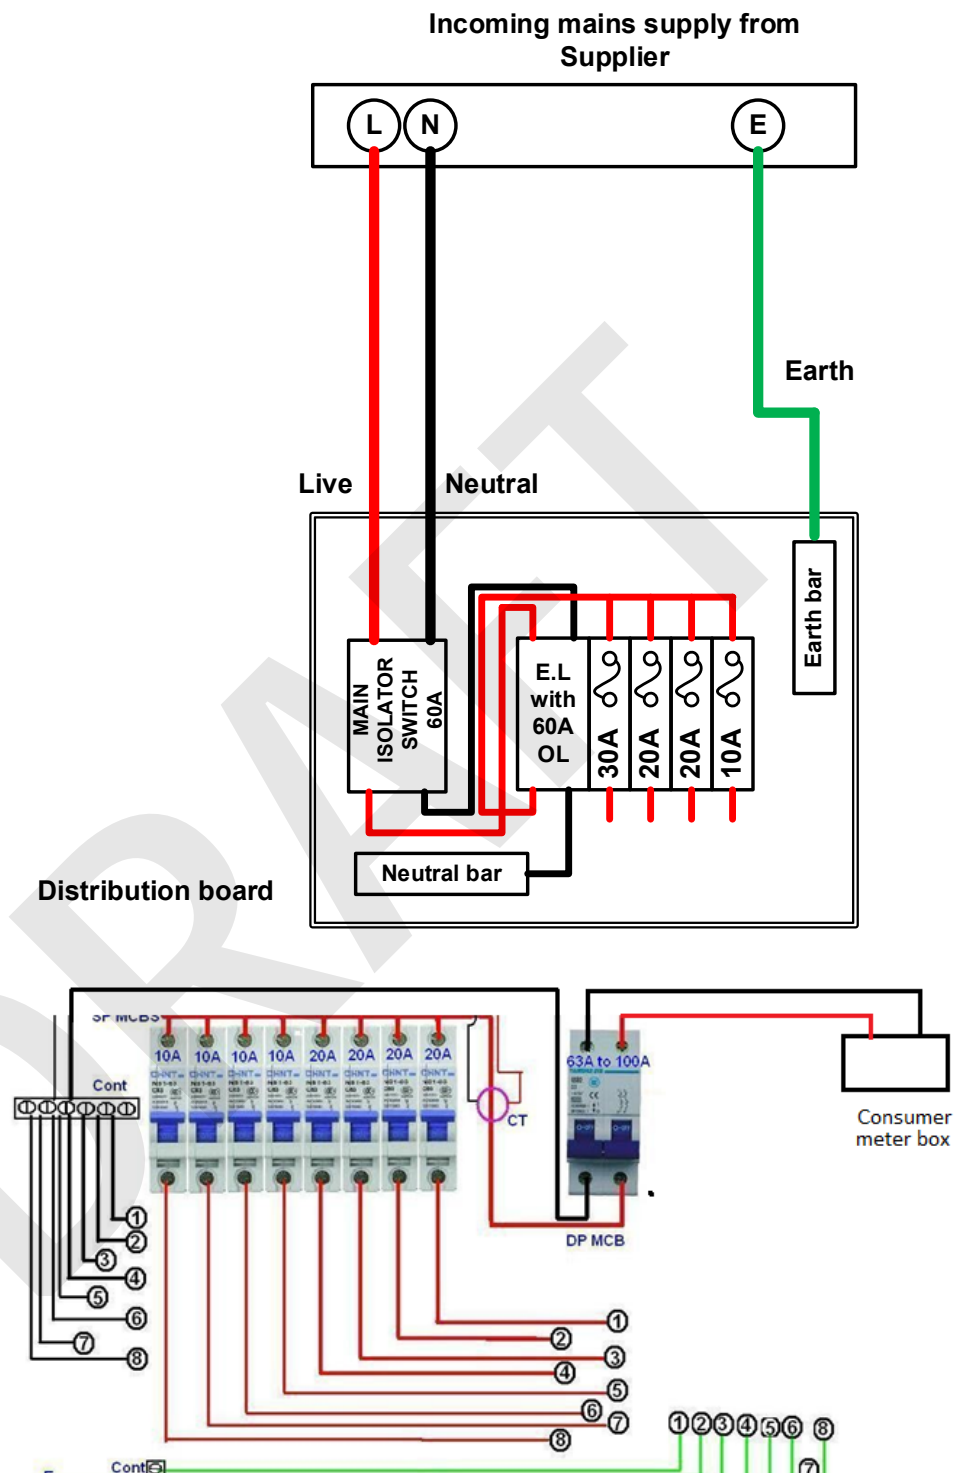 Incoming mains supply from
Supplier
L N E
Earth
Live Neutral
Earth bar
MAIN
ISOLATOR
SWITCH
60A
E.L
with
60A
OL
30A
20A
20A
10A
Neutral bar
Distribution board
DRAFT
SP MCBS
10A 10A 10A 10A 20A 20A 20A 20A
63A to 100A
Cont
CT
Consumer
meter box
DP MCB
1
2
3
4
5
6
7
8
1
2
3
4
5
6
7
8
1 2 3 4 5 6 8
7
Cont